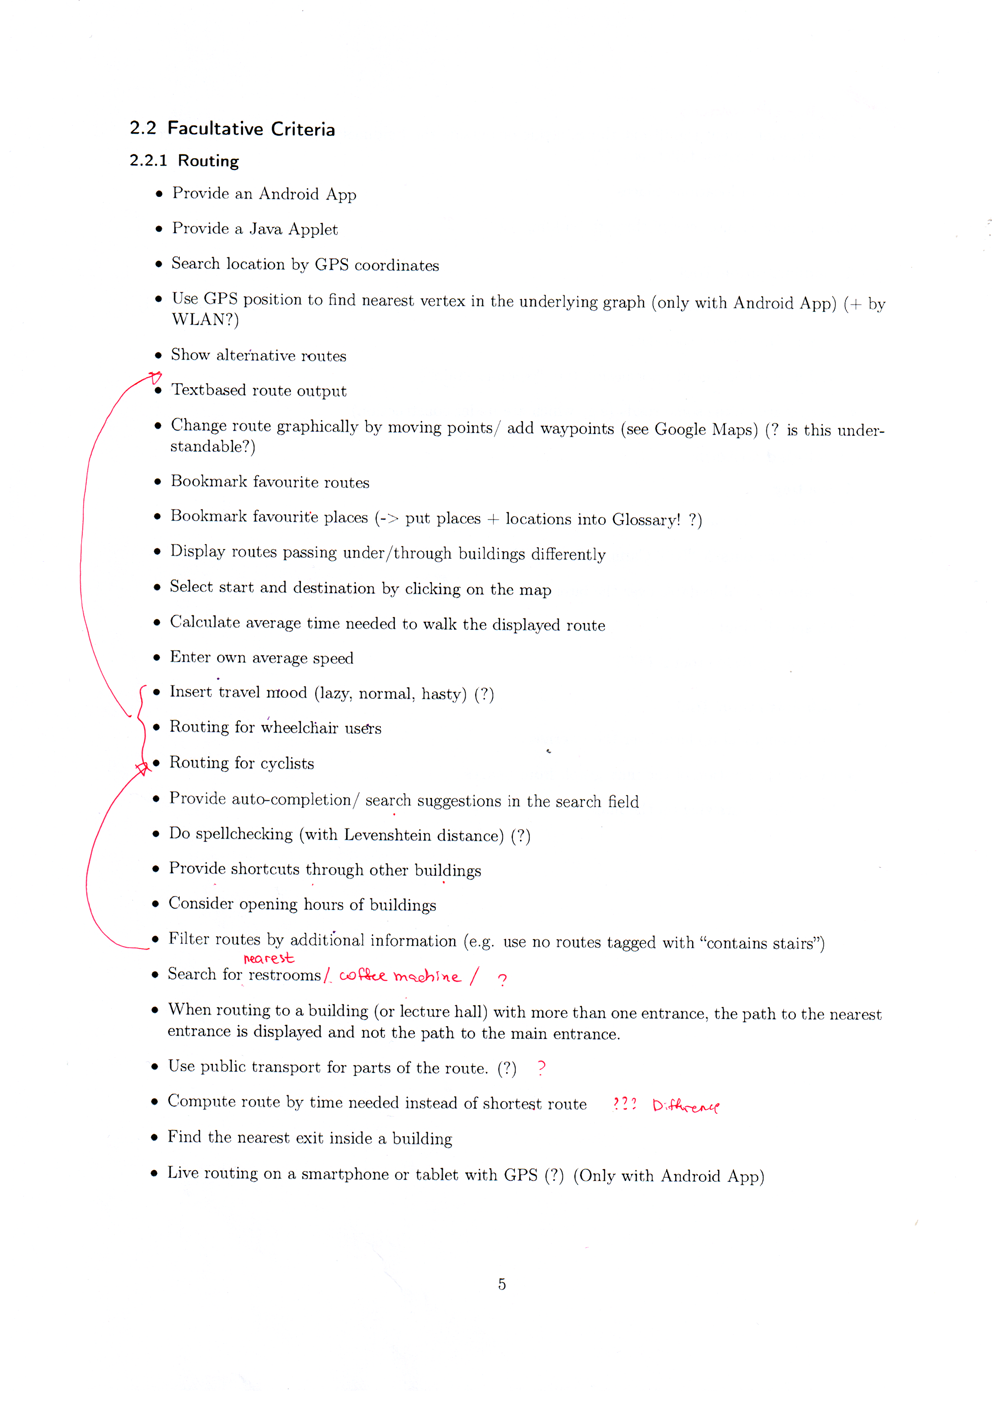 2.2 Facultative Criteria
2.2.1 Routing
• Provide an Android App
• Provide a Java Applet
• Search location by GPS coordinates
• Use GPS position to find nearest vertex in the underlying graph (only with Android App) (+ by
WLAN?)
• Show alternative routes
• Textbased route output
• Change route graphically by moving points/ add waypoints (see Google Maps) (? is this under-
standable?)
• Bookmark favourite routes
• Bookmark favourite places (-> put places + locations into Glossary! ?)
• Display routes passing under/through buildings differently
• Select start and destination by clicking on the map
• Calculate average time needed to walk the displayed route
• Enter own average speed
• Insert travel mood (lazy, normal, hasty) (?)
• Routing for wheelchair users
• Routing for cyclists
• Provide auto-completion/ search suggestions in the search field
• Do spellchecking (with Levenshtein distance) (?)
• Provide shortcuts through other buildings
• Consider opening hours of buildings
• Filter routes by additional information (e.g. use no routes tagged with “contains stairs”)
nearest
• Search for restrooms/ coffee machine / ?
• When routing to a building (or lecture hall) with more than one entrance, the path to the nearest
entrance is displayed and not the path to the main entrance.
• Use public transport for parts of the route. (?) ?
• Compute route by time needed instead of shortest route ???
• Find the nearest exit inside a building
• Live routing on a smartphone or tablet with GPS (?) (Only with Android App)
5